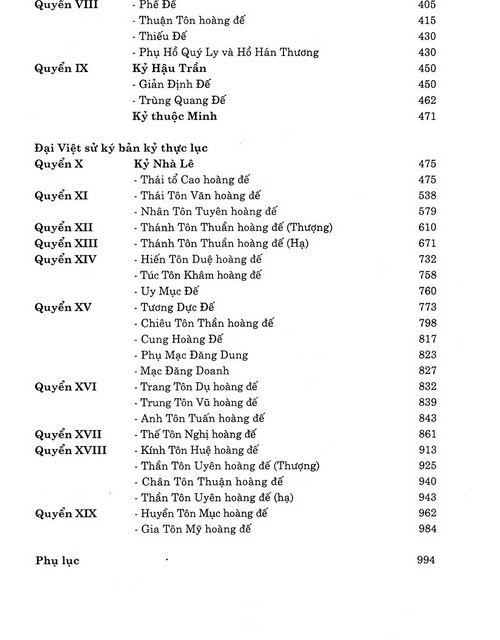 Quyển VIII - Phế Đế 405
- Thuận Tôn hoàng đế 415
- Thiếu Đế 430
- Phụ Hồ Quý Ly và Hồ Hán Thương 430
Quyển IX Kỷ Hậu Trần 450
- Giản Định Đế 450
- Trùng Quang Đế 462
Kỷ thuộc Minh 471
Đại Việt sử ký bản kỷ thực lục
Quyển X Kỷ Nhà Lê 475
- Thái tổ Cao hoàng đế 475
Quyển XI - Thái Tôn Văn hoàng đế 538
- Nhân Tôn Tuyên hoàng đế 579
Quyển XII - Thánh Tôn Thuần hoàng đế (Thượng) 610
Quyển XIII - Thánh Tôn Thuần hoàng đế (Hạ) 671
Quyển XIV - Hiến Tôn Duệ hoàng đế 732
- Túc Tôn Khâm hoàng đế 758
- Uy Mục Đế 760
Quyển XV - Tương Dực Đế 773
- Chiêu Tôn Thần hoàng đế 798
- Cung Hoàng Đế 817
- Phụ Mạc Đăng Dung 823
- Mạc Đăng Doanh 827
Quyển XVI - Trang Tôn Dụ hoàng đế 832
- Trung Tôn Vũ hoàng đế 839
- Anh Tôn Tuấn hoàng đế 843
Quyển XVII - Thế Tôn Nghị hoàng đế 861
Quyển XVIII - Kính Tôn Huệ hoàng đế 913
- Thần Tôn Uyên hoàng đế (Thượng) 925
- Chân Tôn Thuận hoàng đế 940
- Thần Tôn Uyên hoàng đế (hạ) 943
Quyển XIX - Huyền Tôn Mục hoàng đế 962
- Gia Tôn Mỹ hoàng đế 984
Phụ lục 994